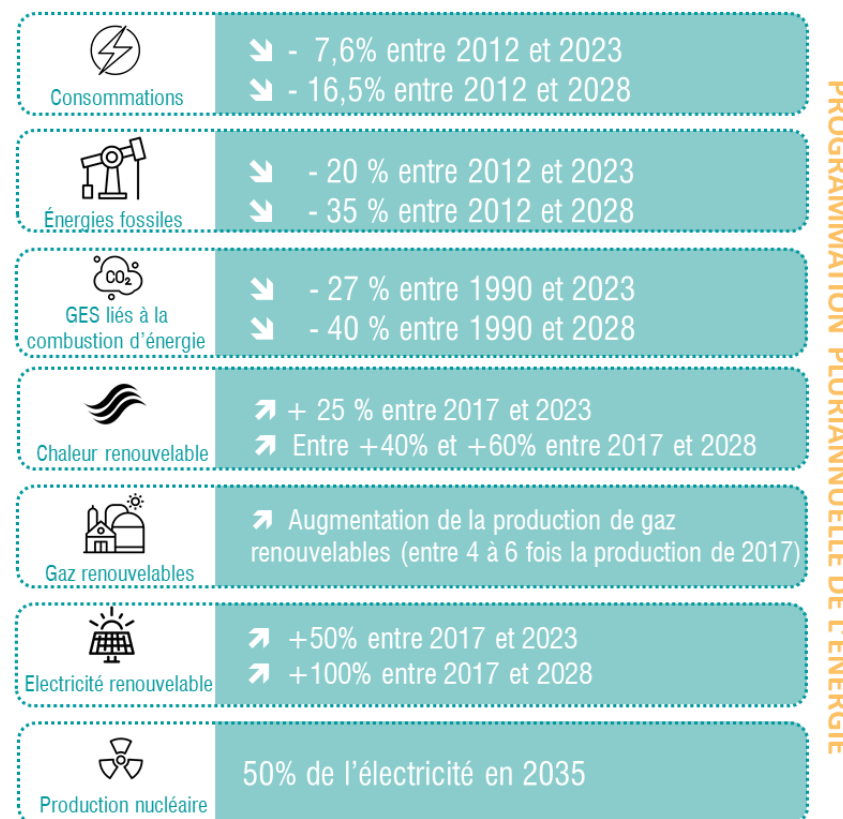 Consommations
➘ - 7,6% entre 2012 et 2023
➘ - 16,5% entre 2012 et 2028
Énergies fossiles
➘ - 20 % entre 2012 et 2023
➘ - 35 % entre 2012 et 2028
CO₂
GES liés à la
combustion d'énergie
➘ - 27 % entre 1990 et 2023
➘ - 40 % entre 1990 et 2028
Chaleur renouvelable
➚ + 25 % entre 2017 et 2023
➚ Entre +40% et +60% entre 2017 et 2028
Gaz renouvelables
➚ Augmentation de la production de gaz
renouvelables (entre 4 à 6 fois la production de 2017)
Electricité renouvelable
➚ +50% entre 2017 et 2023
➚ +100% entre 2017 et 2028
Production nucléaire
50% de l'électricité en 2035
PROGRAMMATION PLURIANNUELLE DE L'ENERGIE